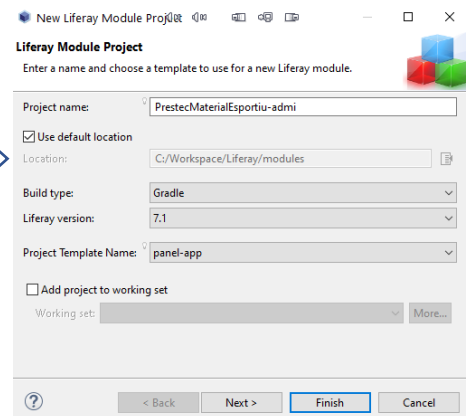 New Liferay Module Proj
Liferay Module Project
Enter a name and choose a template to use for a new Liferay module.
Project name:
PrestecMaterialEsportiu-admi
Use default location
Location:
C:/Workspace/Liferay/modules
Build type:
Gradle
Liferay version:
7.1
Project Template Name:
panel-app
Add project to working set
Working set:
More...
?
< Back
Next >
Finish
Cancel